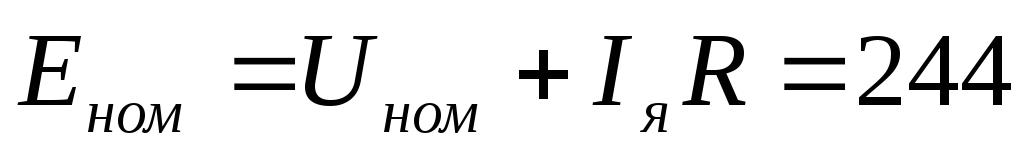 Eном = Uном + IяR = 244